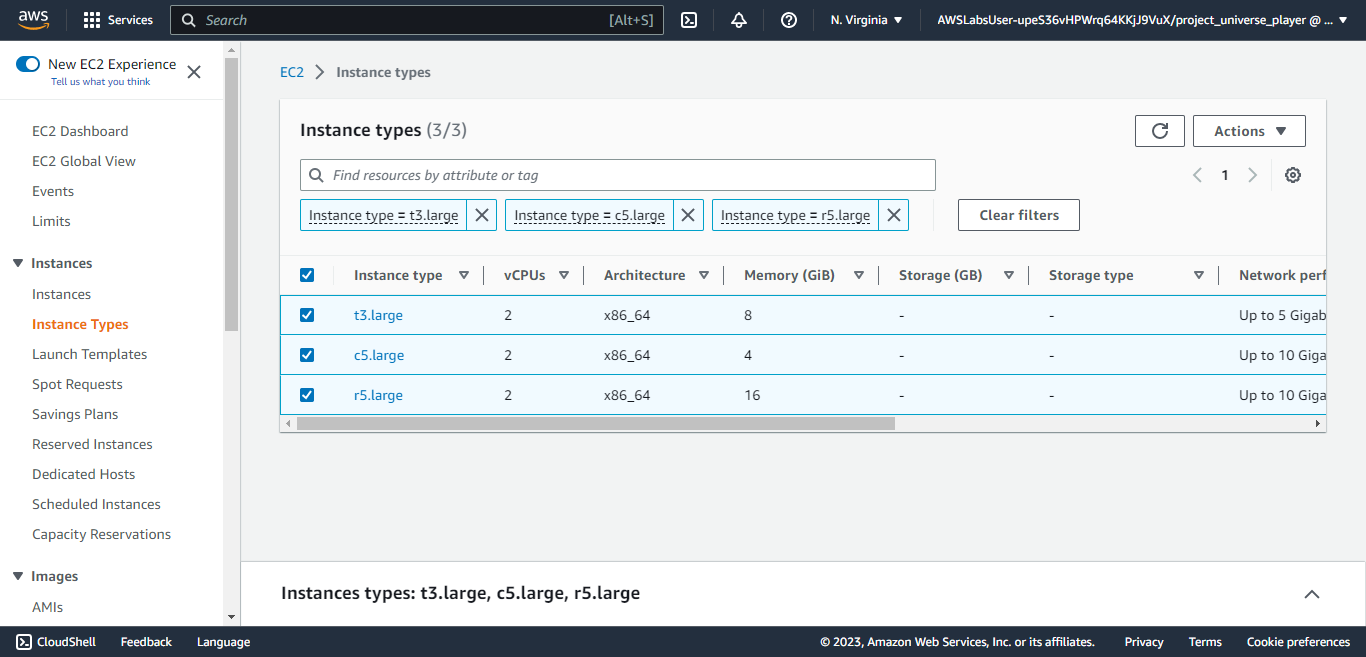 aws Services Search [Alt+S] N. Virginia AWSLabsUser-upeS36vHPWrq64KKjJ9VuX/project_universe_player @ ...
New EC2 Experience
Tell us what you think
EC2 Dashboard
EC2 Global View
Events
Limits
Instances
Instances
Instance Types
Launch Templates
Spot Requests
Savings Plans
Reserved Instances
Dedicated Hosts
Scheduled Instances
Capacity Reservations
Images
AMIs
EC2 Instance types
Instance types (3/3) Actions
Find resources by attribute or tag 1
Instance type = t3.large Instance type = c5.large Instance type = r5.large Clear filters
Instance type vCPUs Architecture Memory (GiB) Storage (GB) Storage type Network perf
t3.large 2 x86_64 8 - - Up to 5 Gigab
c5.large 2 x86_64 4 - - Up to 10 Giga
r5.large 2 x86_64 16 - - Up to 10 Giga
Instances types: t3.large, c5.large, r5.large
CloudShell Feedback Language © 2023, Amazon Web Services, Inc. or its affiliates. Privacy Terms Cookie preferences